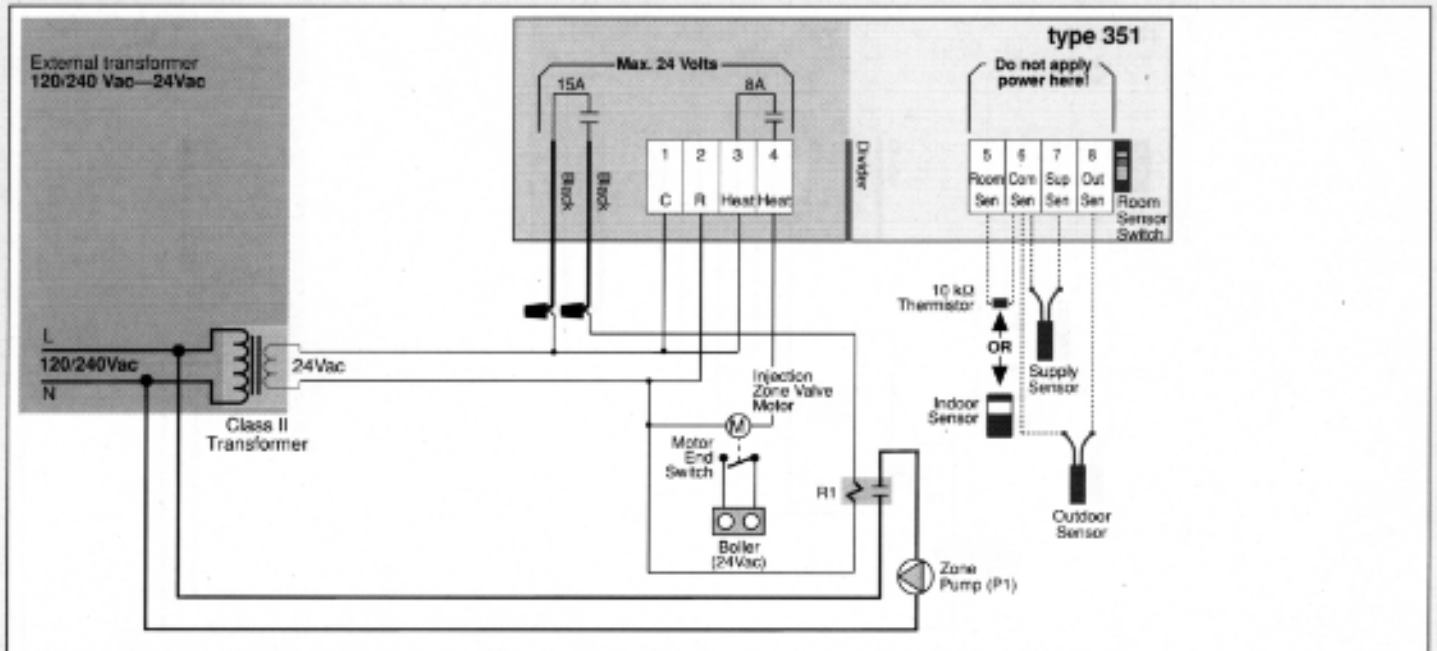 External transformer
120/240 Vac—24Vac
type 351
Max. 24 Volts
Do not apply
power here!
15A
8A
1 2 3 4
C R Heat Heat
Black
Black
Divider
5 6 7 8
Room Com Sup Out
Sen Sen Sen Sen
Room
Sensor
Switch
10 kΩ
Thermistor
OR
Indoor
Sensor
Supply
Sensor
Outdoor
Sensor
L
120/240Vac
N
24Vac
Class II
Transformer
Injection
Zone Valve
Motor
M
Motor
End
Switch
Boiler
(24Vac)
R1
Zone
Pump (P1)